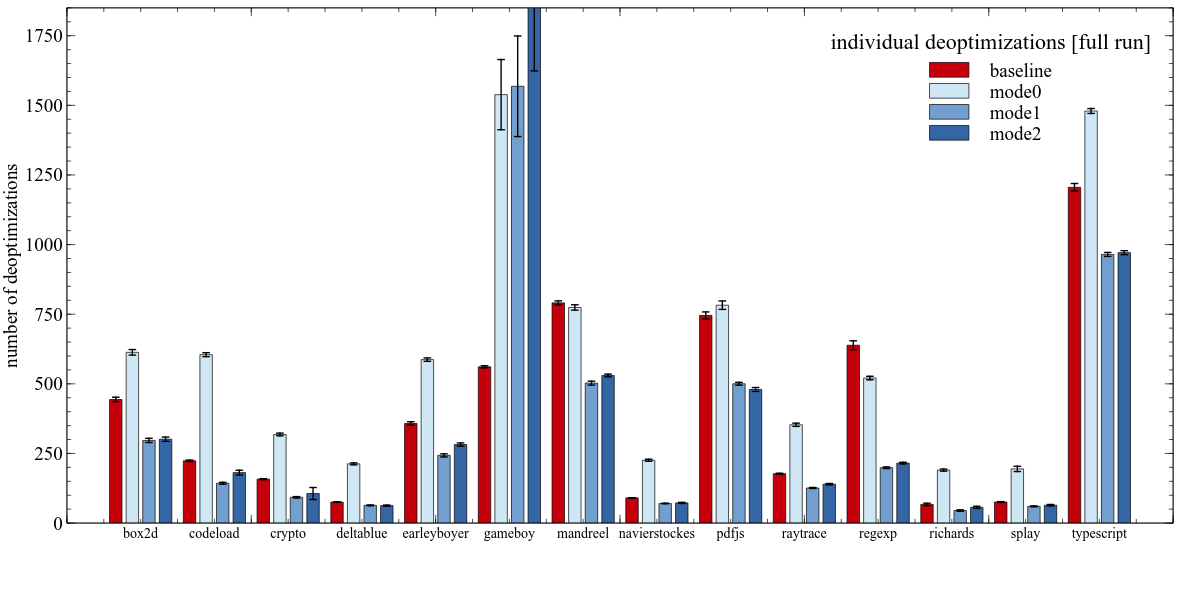 individual deoptimizations [full run]
baseline
mode0
mode1
mode2
number of deoptimizations
1750
1500
1250
1000
750
500
250
0
box2d codeload crypto deltablue earleyboyer gameboy mandreel navierstockes pdfjs raytrace regexp richards splay typescript